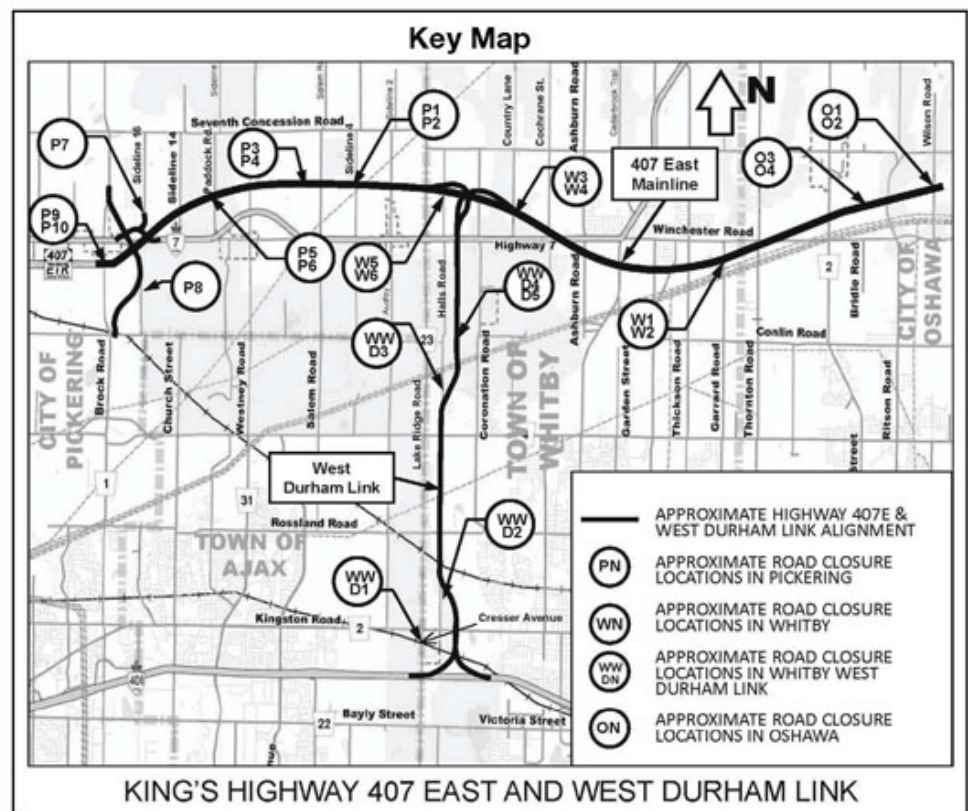 Key Map
N
Seventh Concession Road
Sideline 16
Sideline 14
Paddock Rd.
Sideline 4
Sideline 2
Country Lane
Cochrane St.
Ashburn Road
Wilson Road
P7
P3
P4
P1
P2
W3
W4
407 East
Mainline
O3
O4
O1
O2
P9
P10
407
ETR
7
P8
P5
P6
W5
W6
Highway 7
Winchester Road
Halls Road
WW
D4
D5
WW
D3
23
W1
W2
Conlin Road
Bridle Road
CITY OF
OSHAWA
CITY OF
PICKERING
Brock Road
Church Street
Westney Road
Salem Road
Lake Ridge Road
Coronation Road
TOWN OF
WHITBY
Ashburn Road
Garden Street
Thickson Road
Garrard Road
Thornton Road
Street
Ritson Road
1
31
West
Durham Link
Rossland Road
TOWN OF
AJAX
WW
D2
WW
D1
Kingston Road
2
Cresser Avenue
401
22
Bayly Street
Victoria Street
APPROXIMATE HIGHWAY 407E &
WEST DURHAM LINK ALIGNMENT
PN
APPROXIMATE ROAD CLOSURE
LOCATIONS IN PICKERING
WN
APPROXIMATE ROAD CLOSURE
LOCATIONS IN WHITBY
WW
DN
APPROXIMATE ROAD CLOSURE
LOCATIONS IN WHITBY WEST
DURHAM LINK
ON
APPROXIMATE ROAD CLOSURE
LOCATIONS IN OSHAWA
KING'S HIGHWAY 407 EAST AND WEST DURHAM LINK